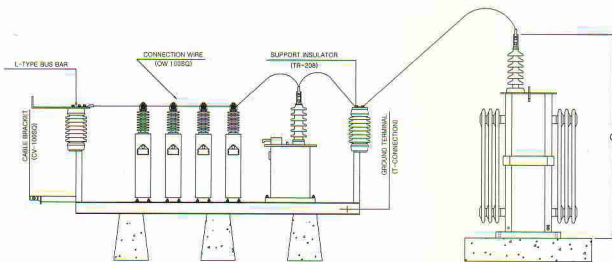 CONNECTION WIRE
(OW 100SQ)
SUPPORT INSULATOR
(TR-208)
L-TYPE BUS BAR
CABLE BRACKET
(CV-100SQ)
GROUND TERMINAL
(T-CONNECTION)